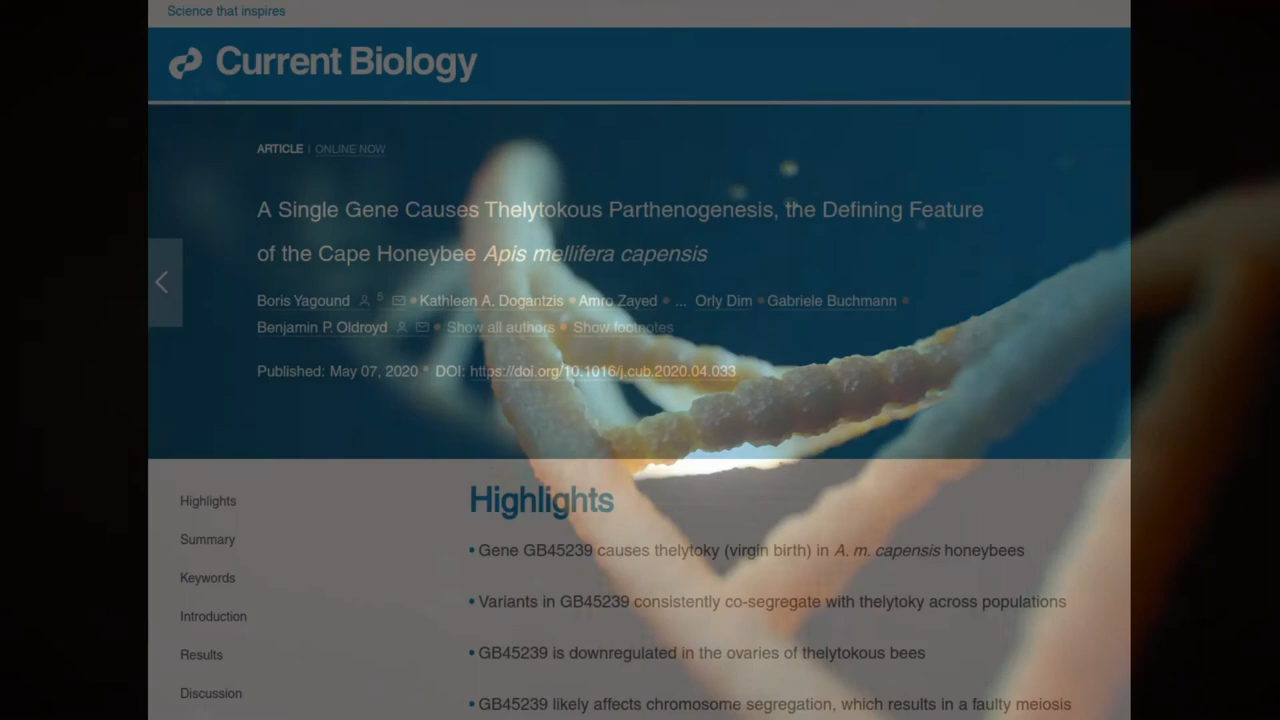 Science that inspires
Current Biology
ARTICLE | ONLINE NOW
A Single Gene Causes Thelytokous Parthenogenesis, the Defining Feature
of the Cape Honeybee Apis mellifera capensis
Boris Yagound 5 • Kathleen A. Dogantzis • Amro Zayed • ... Orly Dim • Gabriele Buchmann •
Benjamin P. Oldroyd • Show all authors • Show footnotes
Published: May 07, 2020 • DOI: https://doi.org/10.1016/j.cub.2020.04.033
Highlights
Highlights
• Gene GB45239 causes thelytoky (virgin birth) in A. m. capensis honeybees
Summary
Keywords
• Variants in GB45239 consistently co-segregate with thelytoky across populations
Introduction
Results
• GB45239 is downregulated in the ovaries of thelytokous bees
Discussion
• GB45239 likely affects chromosome segregation, which results in a faulty meiosis